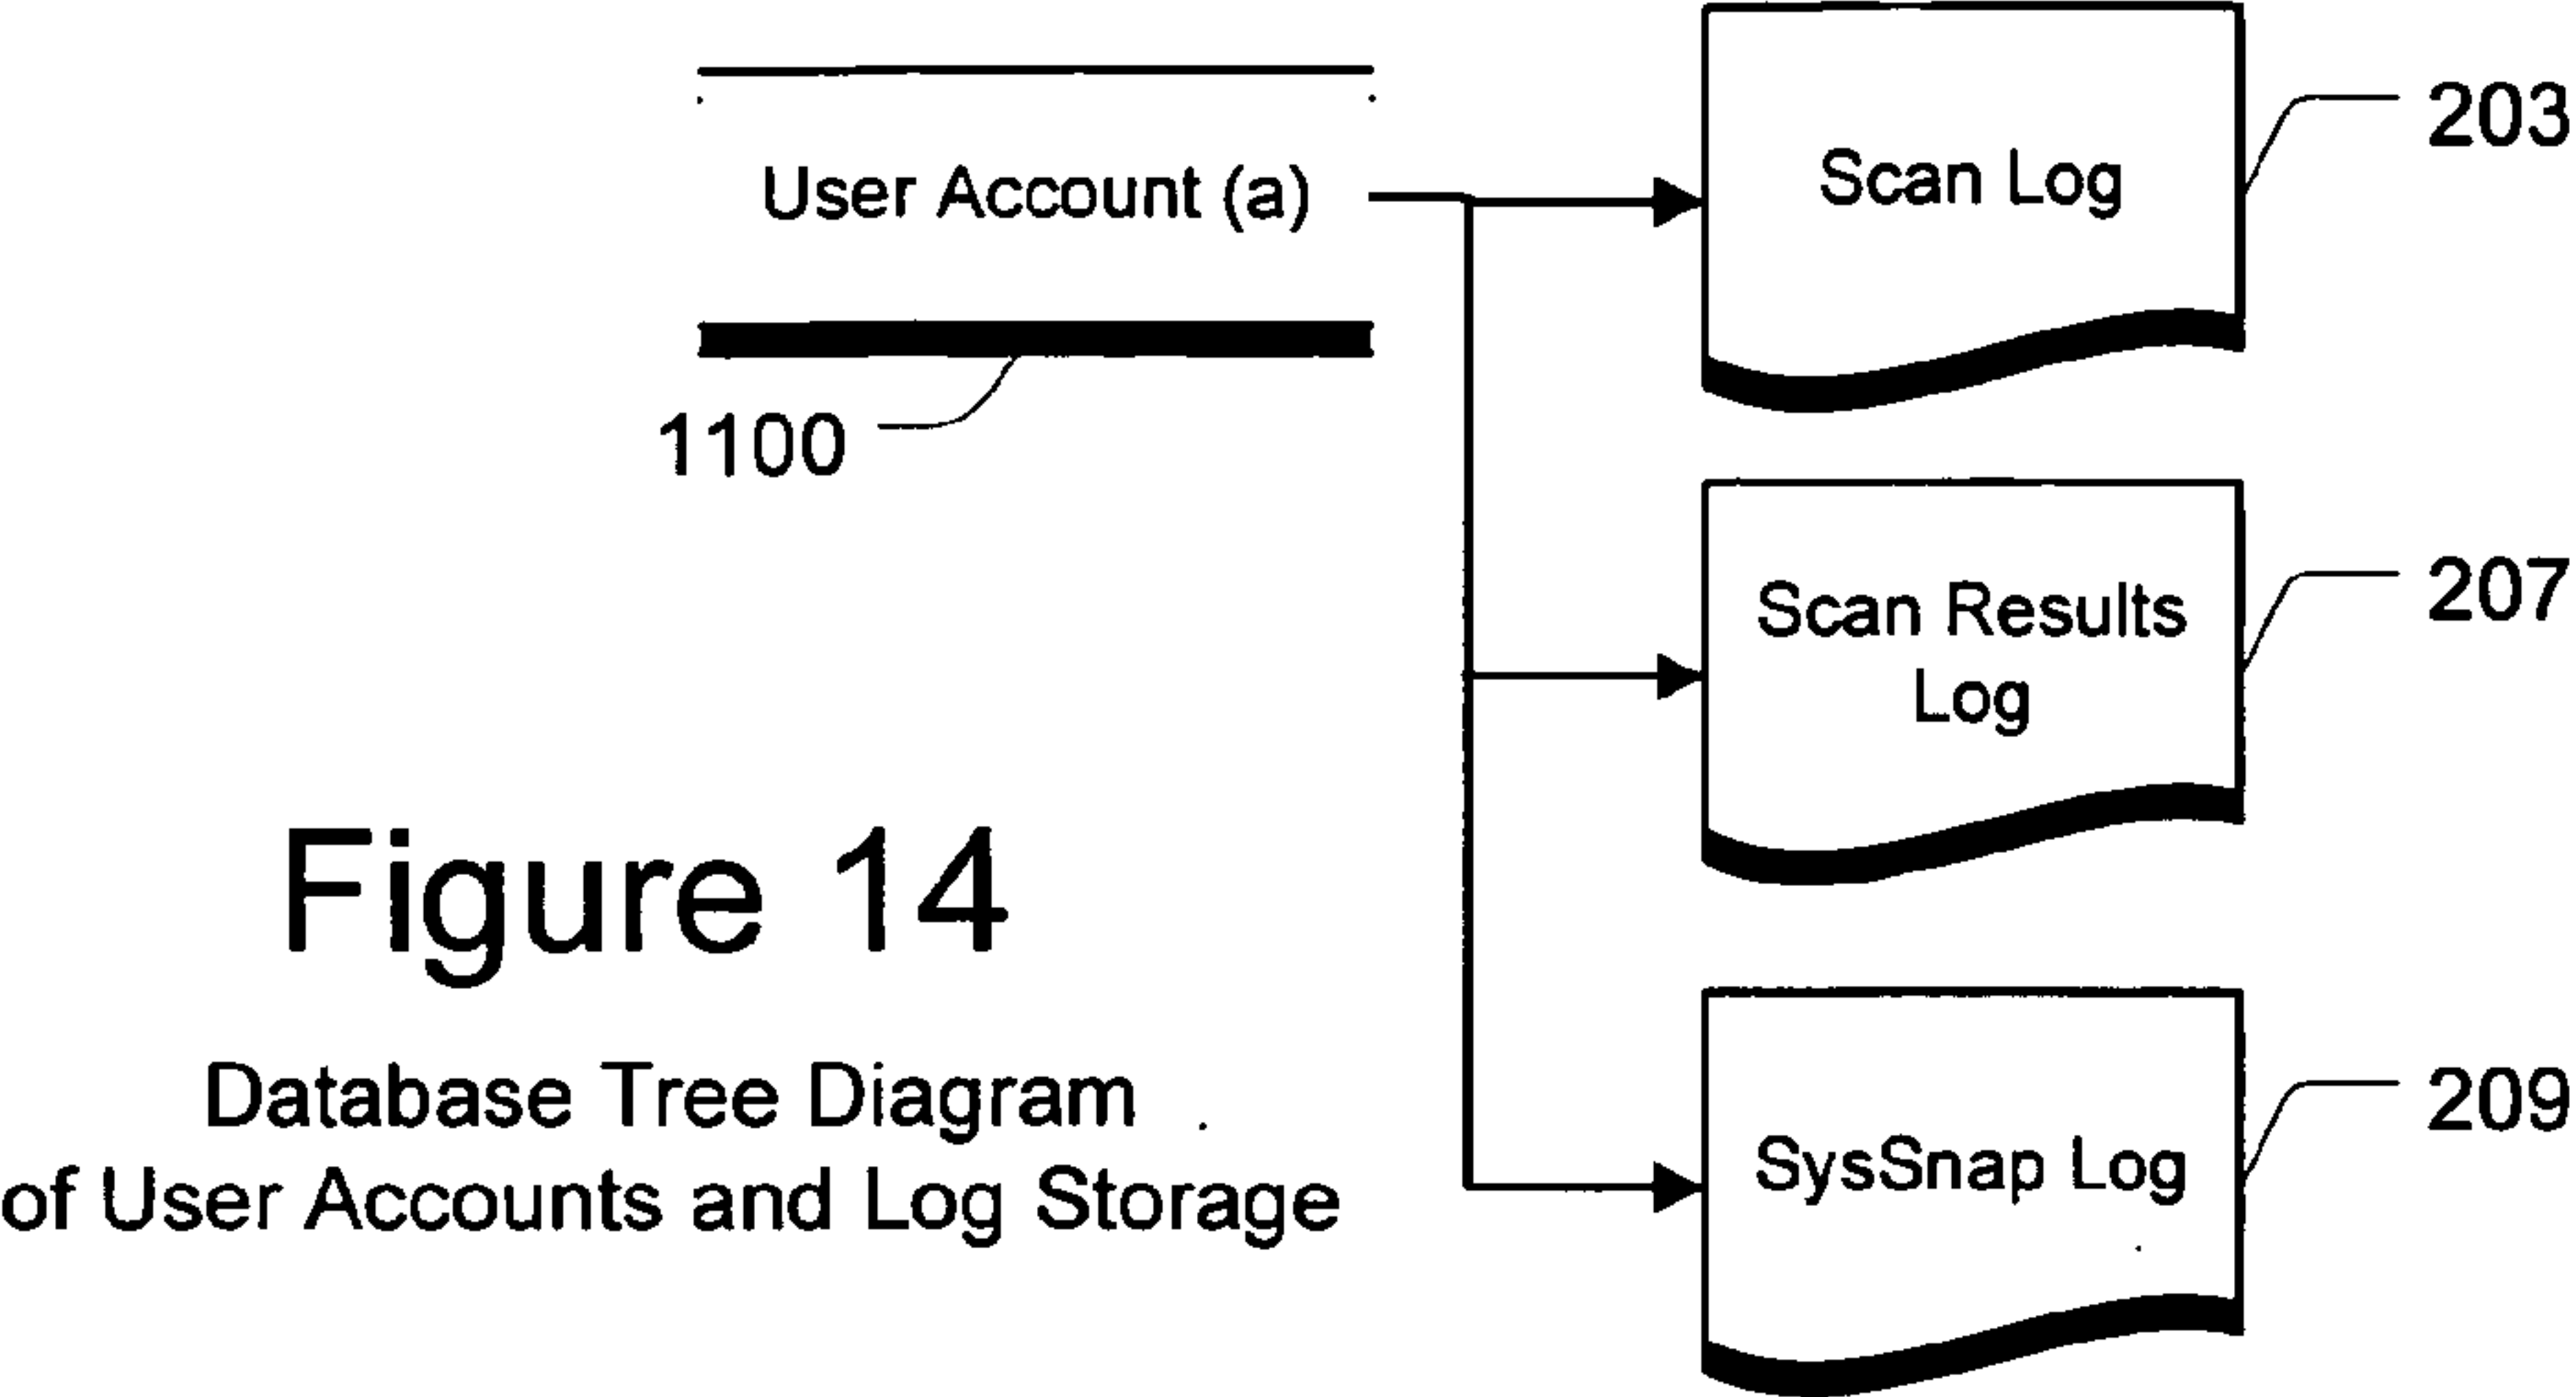 User Account (a)
1100
Scan Log
203
Scan Results
Log
207
SysSnap Log
209
Figure 14
Database Tree Diagram
of User Accounts and Log Storage